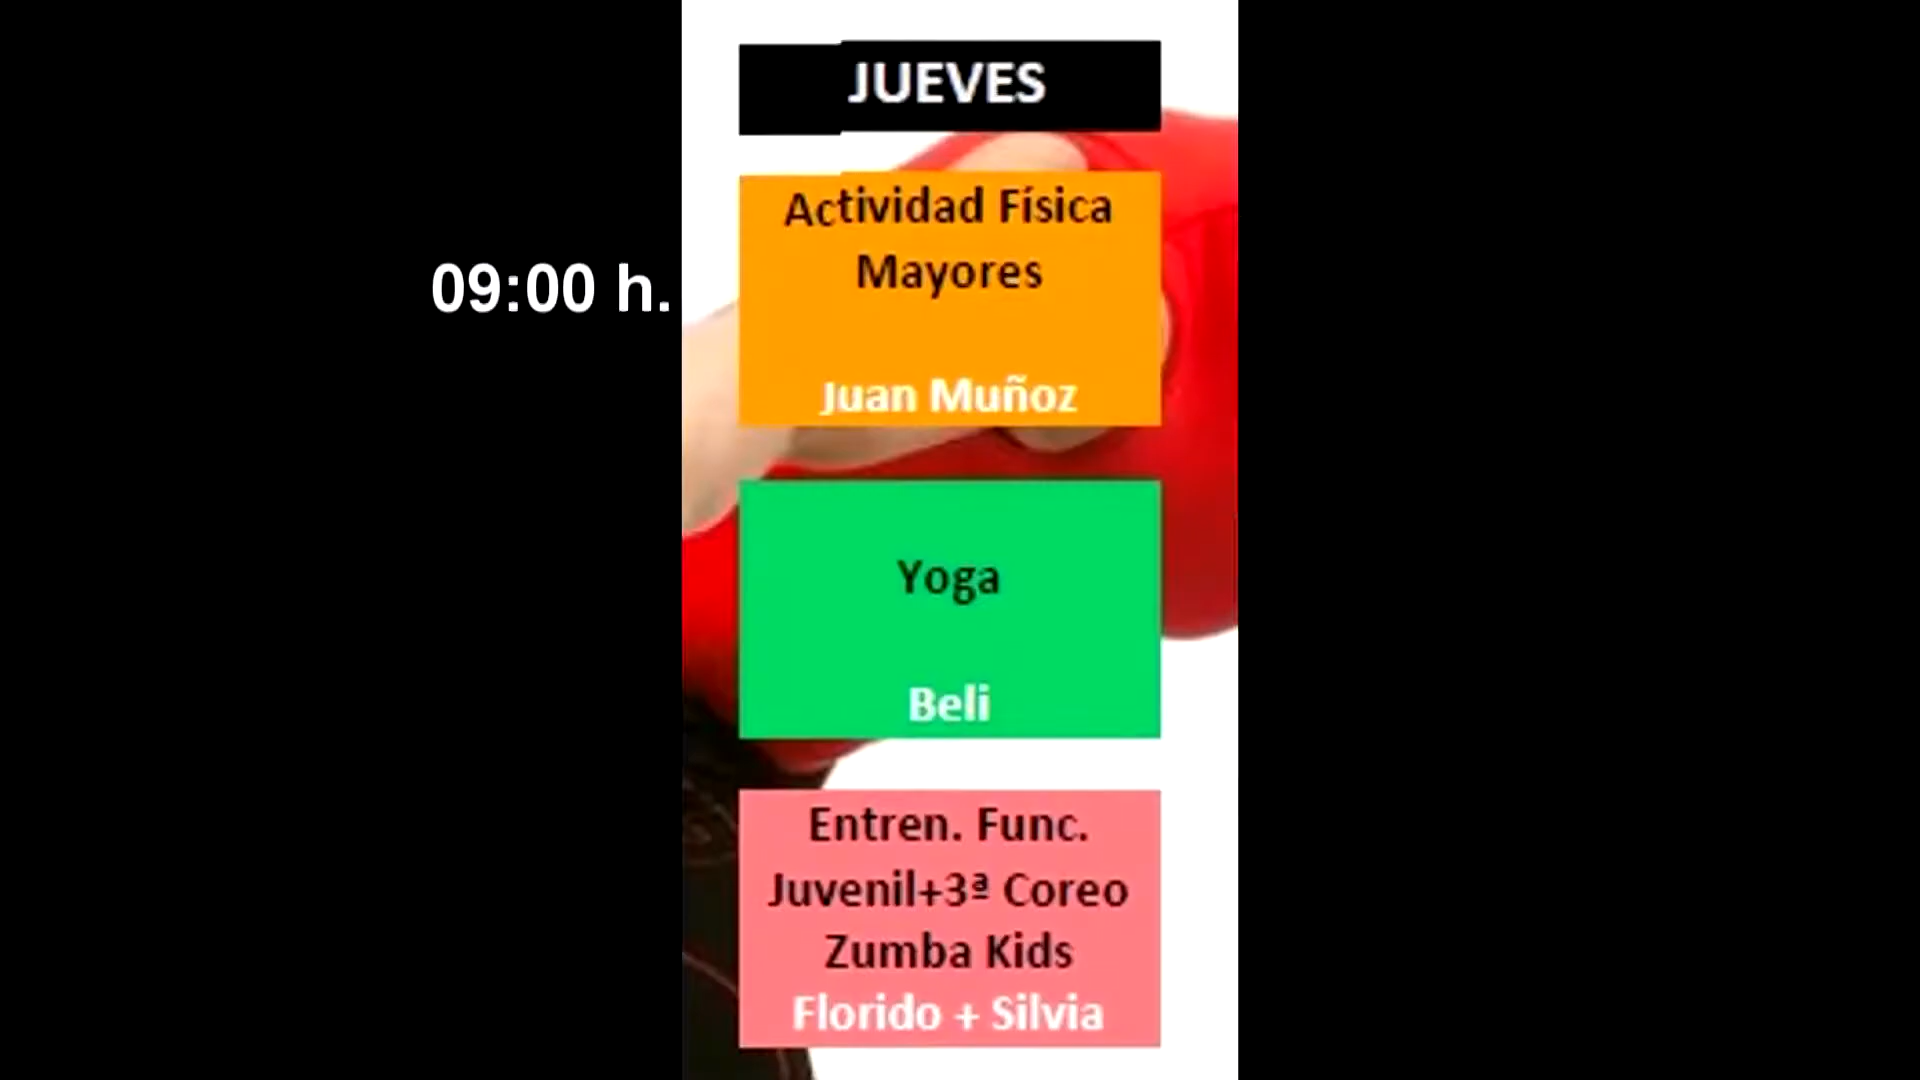 JUEVES
Actividad Física
Mayores
09:00 h.
Juan Muñoz
Yoga
Beli
Entren. Func.
Juvenil+3ª Coreo
Zumba Kids
Florido + Silvia